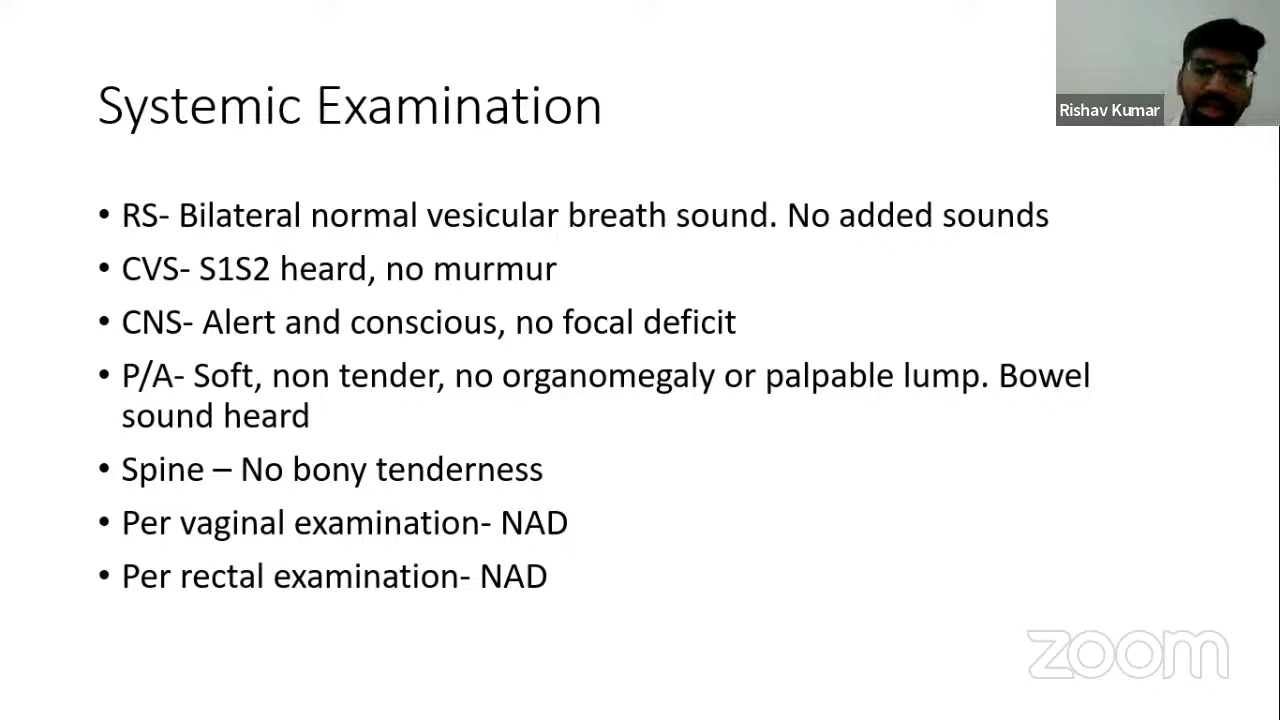 Systemic Examination
Rishav Kumar
• RS- Bilateral normal vesicular breath sound. No added sounds
• CVS- S1S2 heard, no murmur
• CNS- Alert and conscious, no focal deficit
• P/A- Soft, non tender, no organomegaly or palpable lump. Bowel
sound heard
• Spine – No bony tenderness
• Per vaginal examination- NAD
• Per rectal examination- NAD
zoom